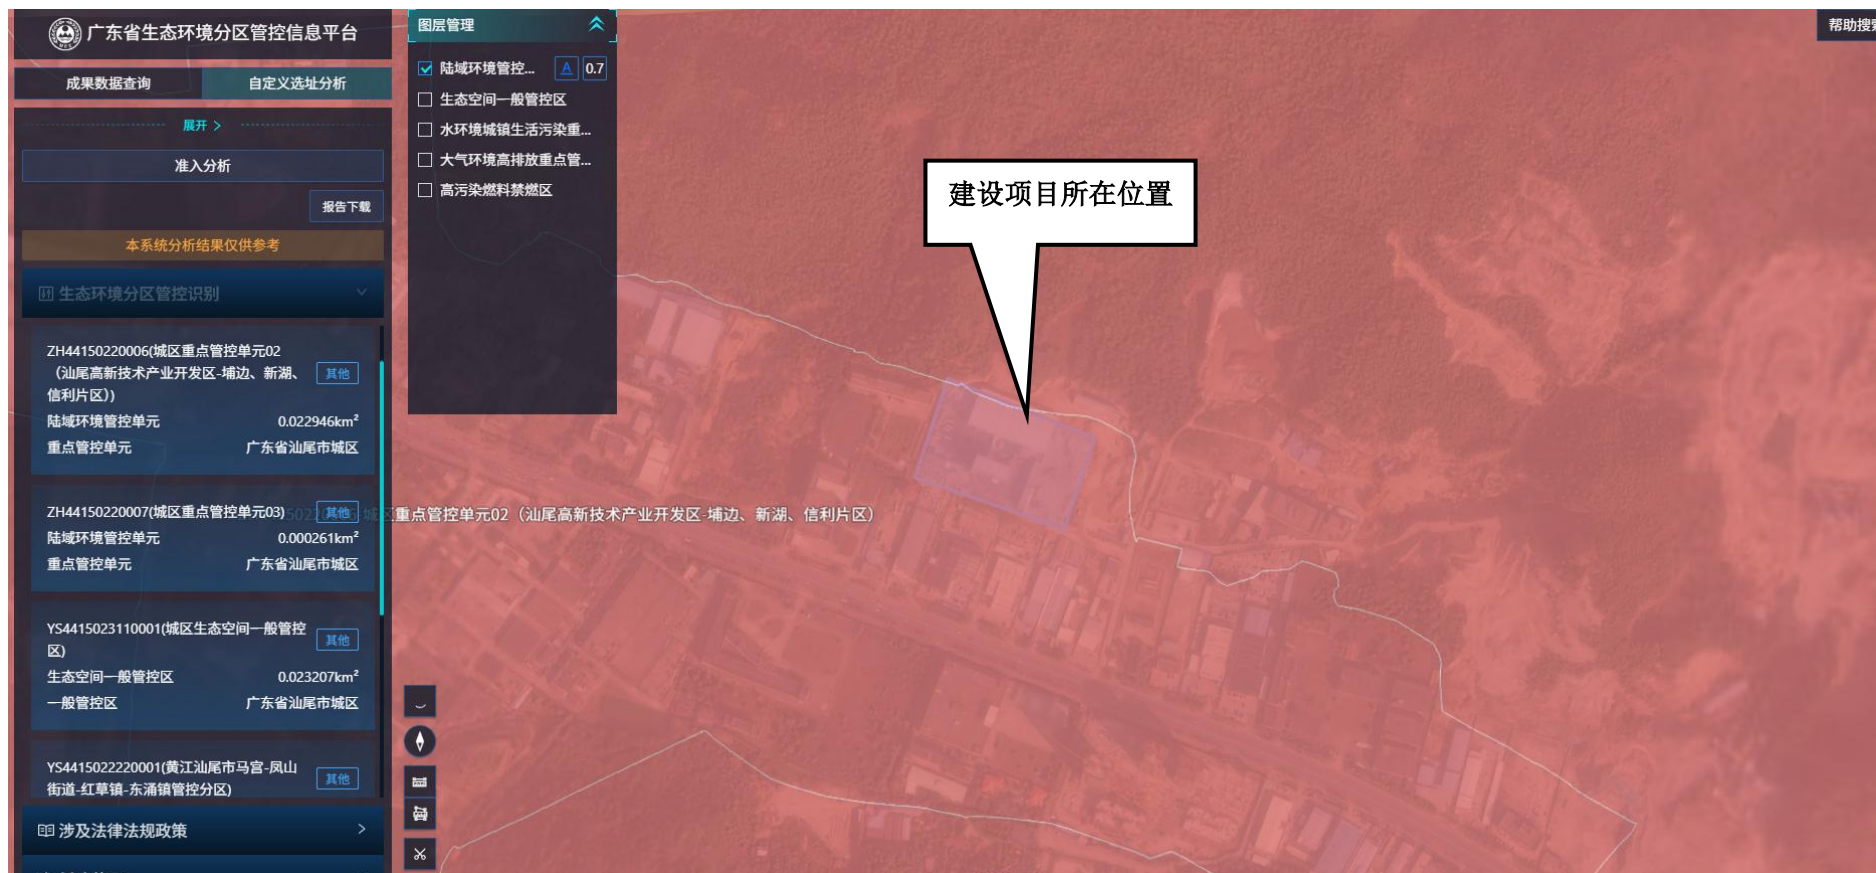 广东省生态环境分区管控信息平台
成果数据查询
自定义选址分析
展开 >
准入分析
报告下载
本系统分析结果仅供参考
生态环境分区管控识别
ZH44150220006(城区重点管控单元02
（汕尾高新技术产业开发区-埔边、新湖、
信利片区))
其他
陆域环境管控单元 0.022946km²
重点管控单元 广东省汕尾市城区
ZH44150220007(城区重点管控单元03)
其他
陆域环境管控单元 0.000261km²
重点管控单元 广东省汕尾市城区
YS4415023110001(城区生态空间一般管控
区)
其他
生态空间一般管控区 0.023207km²
一般管控区 广东省汕尾市城区
YS4415022220001(黄江汕尾市马宫-凤山
街道-红草镇-东涌镇管控分区)
其他
涉及法律法规政策 >
图层管理
陆域环境管控... A 0.7
生态空间一般管控区
水环境城镇生活污染重...
大气环境高排放重点管...
高污染燃料禁燃区
建设项目所在位置
城区重点管控单元02（汕尾高新技术产业开发区-埔边、新湖、信利片区）
帮助搜索